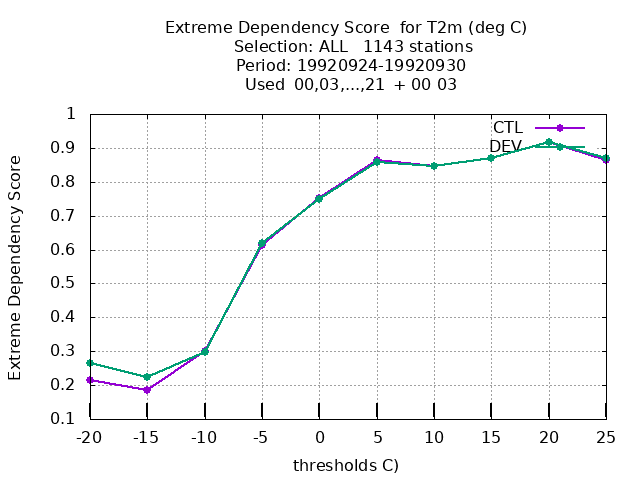 Extreme Dependency Score  for T2m (deg C)
Selection: ALL   1143 stations
Period: 19920924-19920930
Used  00,03,...,21  + 00 03
Extreme Dependency Score
1
0.9
0.8
0.7
0.6
0.5
0.4
0.3
0.2
0.1
CTL
DEV
-20 -15 -10 -5 0 5 10 15 20 25
thresholds C)